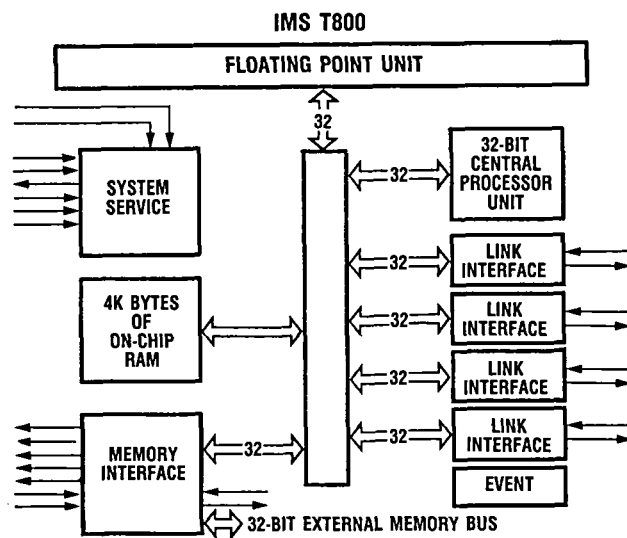 IMS T800
FLOATING POINT UNIT
32
SYSTEM
SERVICE
32
32-BIT
CENTRAL
PROCESSOR
UNIT
32
LINK
INTERFACE
4K BYTES
OF
ON-CHIP
RAM
32
LINK
INTERFACE
32
LINK
INTERFACE
MEMORY
INTERFACE
32
32
LINK
INTERFACE
EVENT
32-BIT EXTERNAL MEMORY BUS